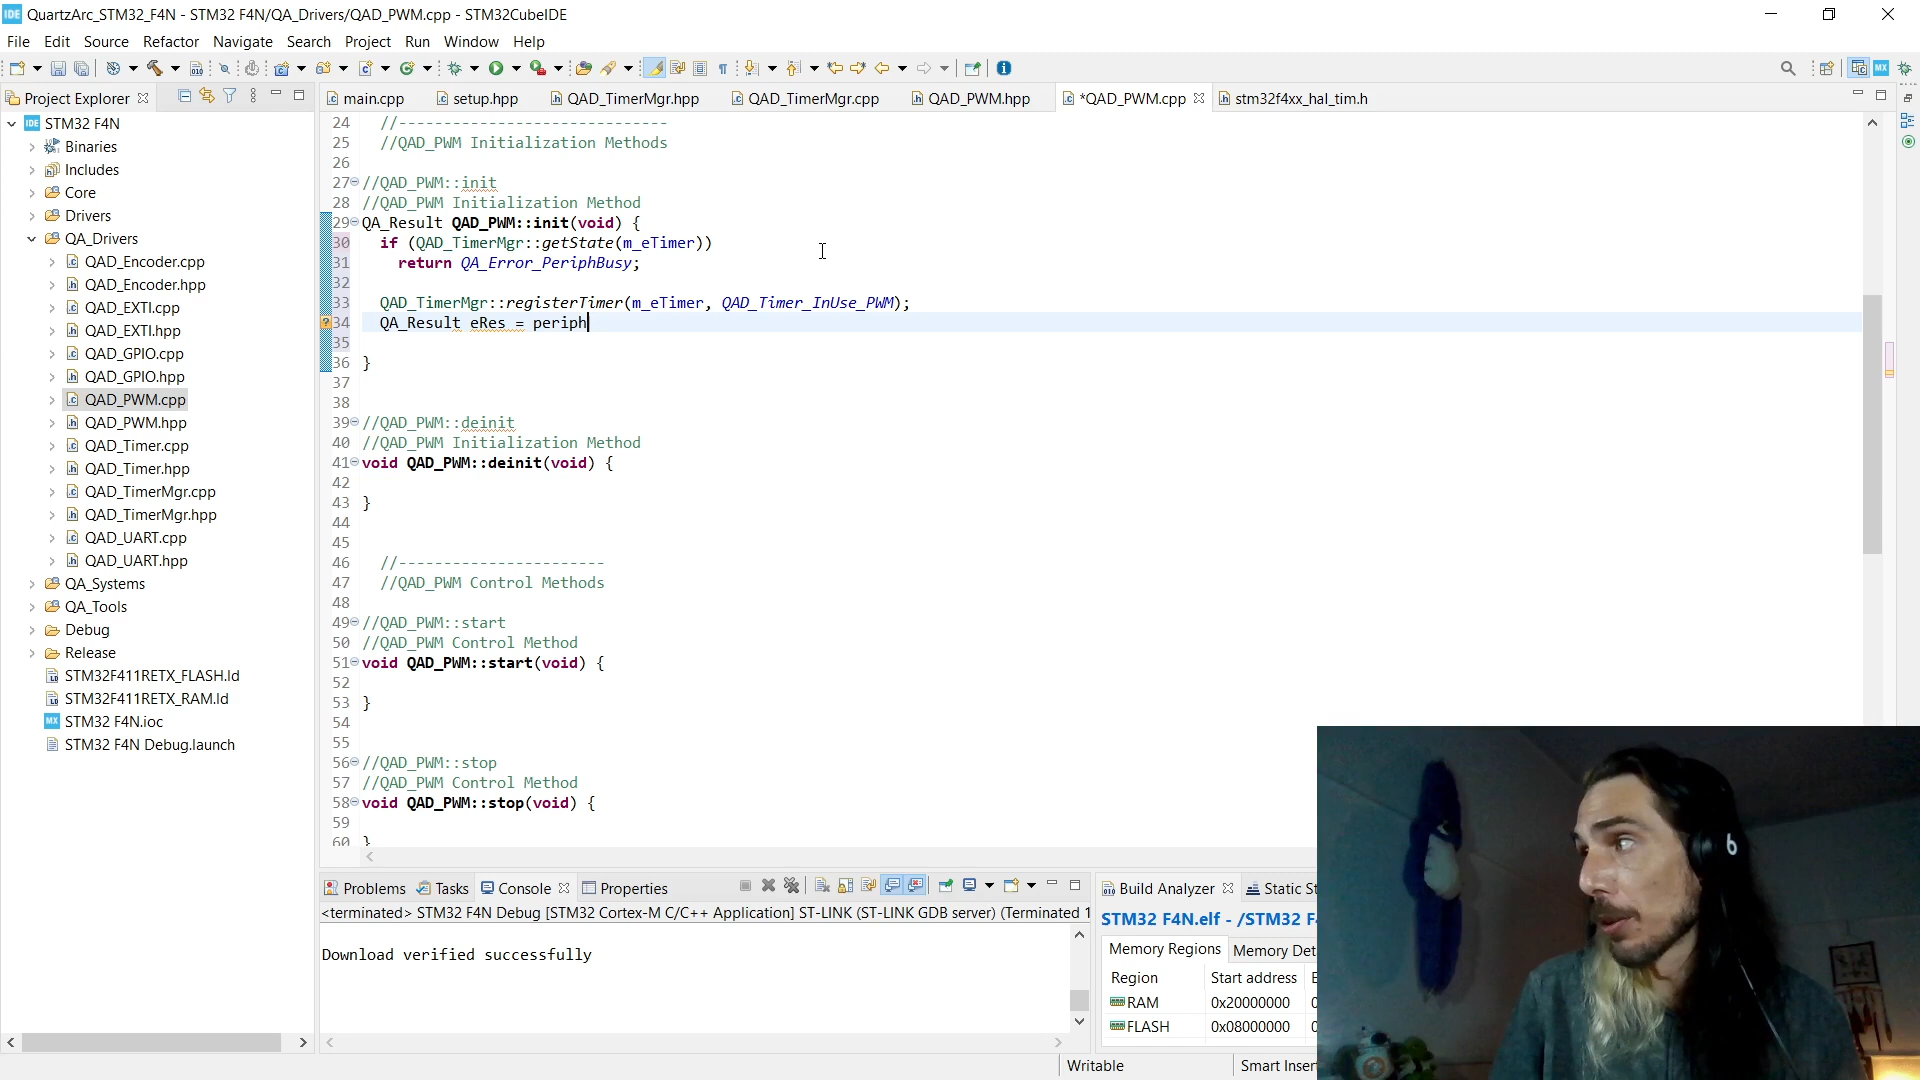 QuartzArc_STM32_F4N - STM32 F4N/QA_Drivers/QAD_PWM.cpp - STM32CubeIDE
File Edit Source Refactor Navigate Search Project Run Window Help
Project Explorer
main.cpp setup.hpp QAD_TimerMgr.hpp QAD_TimerMgr.cpp QAD_PWM.hpp *QAD_PWM.cpp stm32f4xx_hal_tim.h
STM32 F4N
Binaries
Includes
Core
Drivers
QA_Drivers
QAD_Encoder.cpp
QAD_Encoder.hpp
QAD_EXTI.cpp
QAD_EXTI.hpp
QAD_GPIO.cpp
QAD_GPIO.hpp
QAD_PWM.cpp
QAD_PWM.hpp
QAD_Timer.cpp
QAD_Timer.hpp
QAD_TimerMgr.cpp
QAD_TimerMgr.hpp
QAD_UART.cpp
QAD_UART.hpp
QA_Systems
QA_Tools
Debug
Release
STM32F411RETX_FLASH.ld
STM32F411RETX_RAM.ld
STM32 F4N.ioc
STM32 F4N Debug.launch
24 //------------------------------
25 //QAD_PWM Initialization Methods
26
27 //QAD_PWM::init
28 //QAD_PWM Initialization Method
29 QA_Result QAD_PWM::init(void) {
30 if (QAD_TimerMgr::getState(m_eTimer))
31 return QA_Error_PeriphBusy;
32
33 QAD_TimerMgr::registerTimer(m_eTimer, QAD_Timer_InUse_PWM);
34 QA_Result eRes = periph
35
36 }
37
38
39 //QAD_PWM::deinit
40 //QAD_PWM Initialization Method
41 void QAD_PWM::deinit(void) {
42
43 }
44
45
46 //-----------------------
47 //QAD_PWM Control Methods
48
49 //QAD_PWM::start
50 //QAD_PWM Control Method
51 void QAD_PWM::start(void) {
52
53 }
54
55
56 //QAD_PWM::stop
57 //QAD_PWM Control Method
58 void QAD_PWM::stop(void) {
59
60 }
Problems Tasks Console Properties
<terminated> STM32 F4N Debug [STM32 Cortex-M C/C++ Application] ST-LINK (ST-LINK GDB server) (Terminated 1
Download verified successfully
Build Analyzer Static St
STM32 F4N.elf - /STM32 F
Memory Regions Memory Det
Region Start address E
RAM 0x20000000 0
FLASH 0x08000000 0
Writable Smart Inser